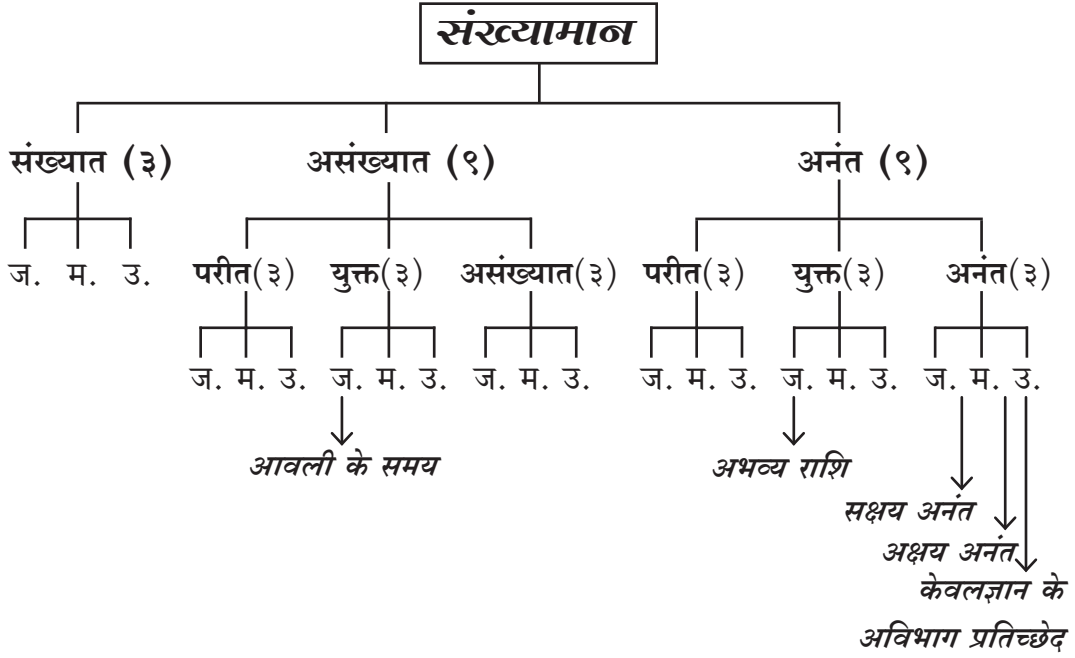 संख्यामान
संख्यात (३) असंख्यात (९) अनंत (९)
ज. म. उ. परीत(३) युक्त(३) असंख्यात(३) परीत(३) युक्त(३) अनंत(३)
ज. म. उ. ज. म. उ. ज. म. उ. ज. म. उ. ज. म. उ. ज. म. उ.
आवली के समय अभव्य राशि
सक्षय अनंत
अक्षय अनंत
केवलज्ञान के
अविभाग प्रतिच्छेद